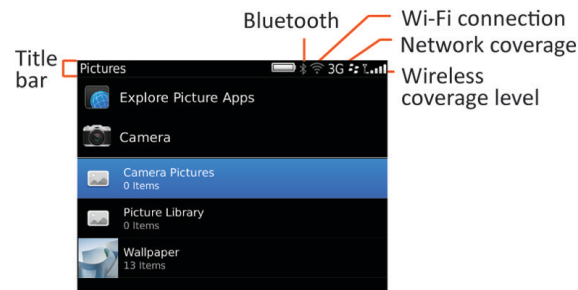 Bluetooth
Wi-Fi connection
Network coverage
Title
bar
Pictures
3G
Wireless
coverage level
Explore Picture Apps
Camera
Camera Pictures
0 Items
Picture Library
0 Items
Wallpaper
13 Items